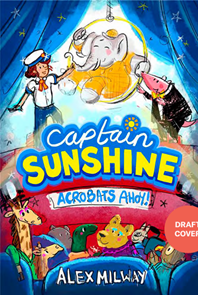 Captain
SUNSHINE
ACROBATS AHOY!
DRAFT
COVER
ALEX MILWAY